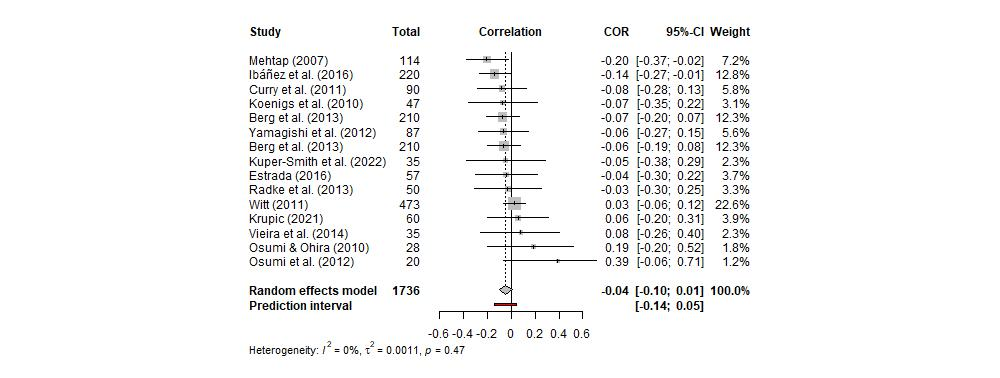 Study Total Correlation COR 95%-CI Weight
Mehtap (2007) 114 -0.20 [-0.37; -0.02] 7.2%
Ibáñez et al. (2016) 220 -0.14 [-0.27; -0.01] 12.8%
Curry et al. (2011) 90 -0.08 [-0.28; 0.13] 5.8%
Koenigs et al. (2010) 47 -0.07 [-0.35; 0.22] 3.1%
Berg et al. (2013) 210 -0.07 [-0.20; 0.07] 12.3%
Yamagishi et al. (2012) 87 -0.06 [-0.27; 0.15] 5.6%
Berg et al. (2013) 210 -0.06 [-0.19; 0.08] 12.3%
Kuper-Smith et al. (2022) 35 -0.05 [-0.38; 0.29] 2.3%
Estrada (2016) 57 -0.04 [-0.30; 0.22] 3.7%
Radke et al. (2013) 50 -0.03 [-0.30; 0.25] 3.3%
Witt (2011) 473 0.03 [-0.06; 0.12] 22.6%
Krupic (2021) 60 0.06 [-0.20; 0.31] 3.9%
Vieira et al. (2014) 35 0.08 [-0.26; 0.40] 2.3%
Osumi & Ohira (2010) 28 0.19 [-0.20; 0.52] 1.8%
Osumi et al. (2012) 20 0.39 [-0.06; 0.71] 1.2%
Random effects model 1736 -0.04 [-0.10; 0.01] 100.0%
Prediction interval [-0.14; 0.05]
-0.6 -0.4 -0.2 0 0.2 0.4 0.6
Heterogeneity: I² = 0%, τ² = 0.0011, p = 0.47